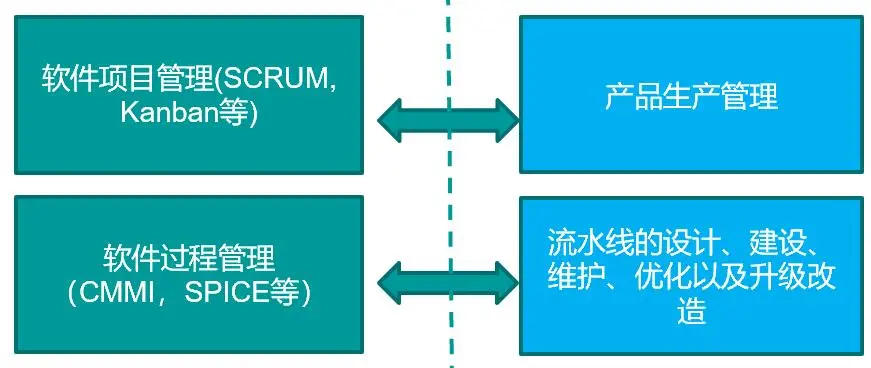 软件项目管理(SCRUM，
Kanban等)
产品生产管理
软件过程管理
（CMMI，SPICE等）
流水线的设计、建设、
维护、优化以及升级改
造